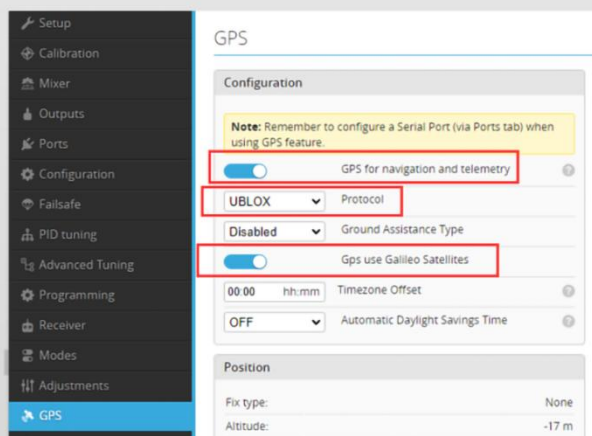 Setup
Calibration
Mixer
Outputs
Ports
Configuration
Failsafe
PID tuning
Advanced Tuning
Programming
Receiver
Modes
Adjustments
GPS
GPS
Configuration
Note: Remember to configure a Serial Port (via Ports tab) when
using GPS feature.
GPS for navigation and telemetry
UBLOX Protocol
Disabled Ground Assistance Type
Gps use Galileo Satellites
00:00 hh:mm Timezone Offset
OFF Automatic Daylight Savings Time
Position
Fix type: None
Altitude: -17 m